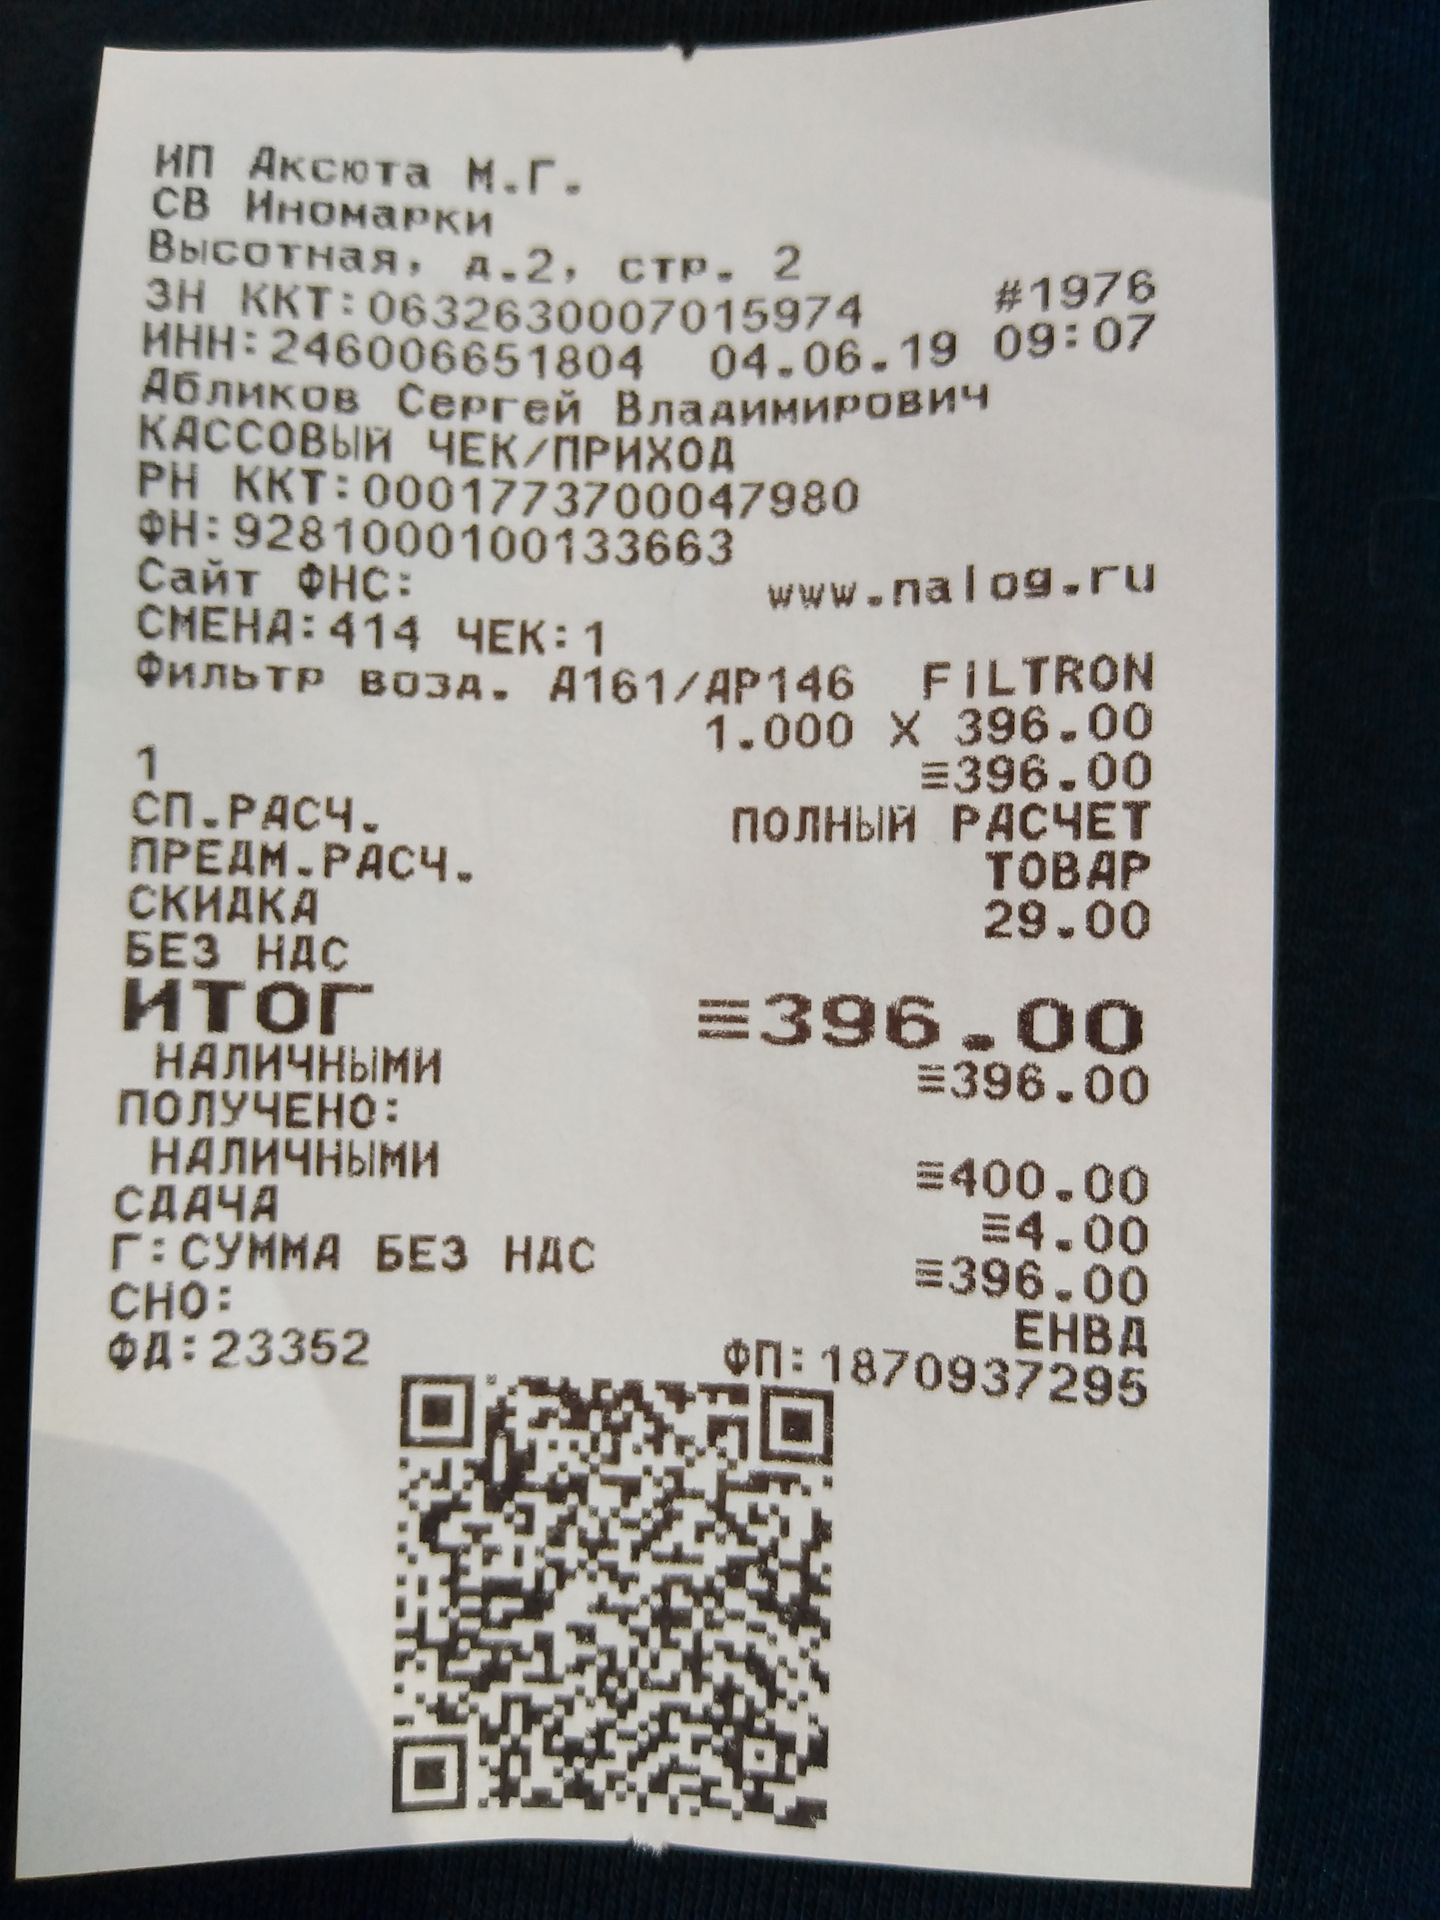 ИП Аксюта М.Г.
СВ Иномарки
Высотная, д.2, стр. 2
ЗН ККТ:0632630007015974 #1976
ИНН:246006651804 04.06.19 09:07
Абликов Сергей Владимирович
КАССОВЫЙ ЧЕК/ПРИХОД
РН ККТ:0001773700047980
ФН:9281000100133663
Сайт ФНС: www.nalog.ru
СМЕНА:414 ЧЕК:1
Фильтр возд. А161/АР146 FILTRON
1.000 X 396.00
1 ≡396.00
СП.РАСЧ. ПОЛНЫЙ РАСЧЕТ
ПРЕДМ.РАСЧ. ТОВАР
СКИДКА 29.00
БЕЗ НДС
ИТОГ ≡396.00
НАЛИЧНЫМИ ≡396.00
ПОЛУЧЕНО:
НАЛИЧНЫМИ ≡400.00
СДАЧА ≡4.00
Г:СУММА БЕЗ НДС ≡396.00
СНО: ЕНВД
ФД:23352 ФП:1870937295